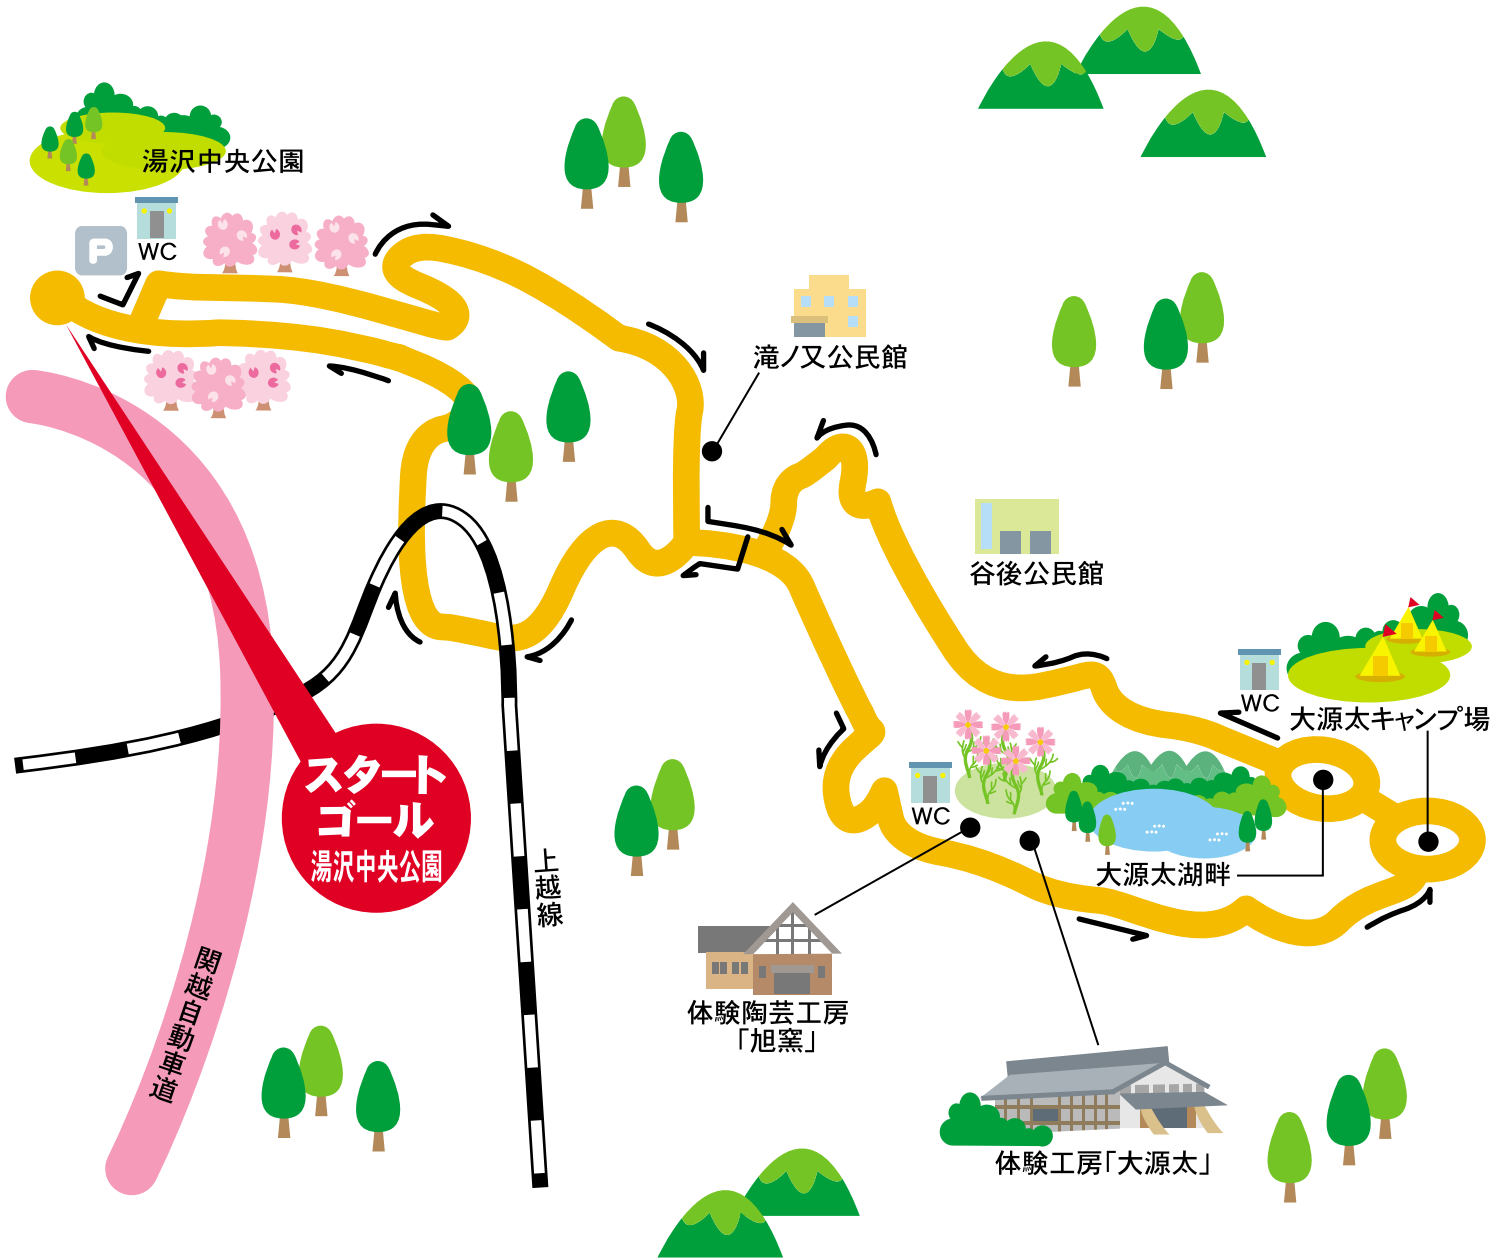 湯沢中央公園
P
WC
滝ノ又公民館
谷後公民館
WC
大源太キャンプ場
WC
大源太湖畔
スタート
ゴール
湯沢中央公園
上越線
関越自動車道
体験陶芸工房
「旭窯」
体験工房「大源太」